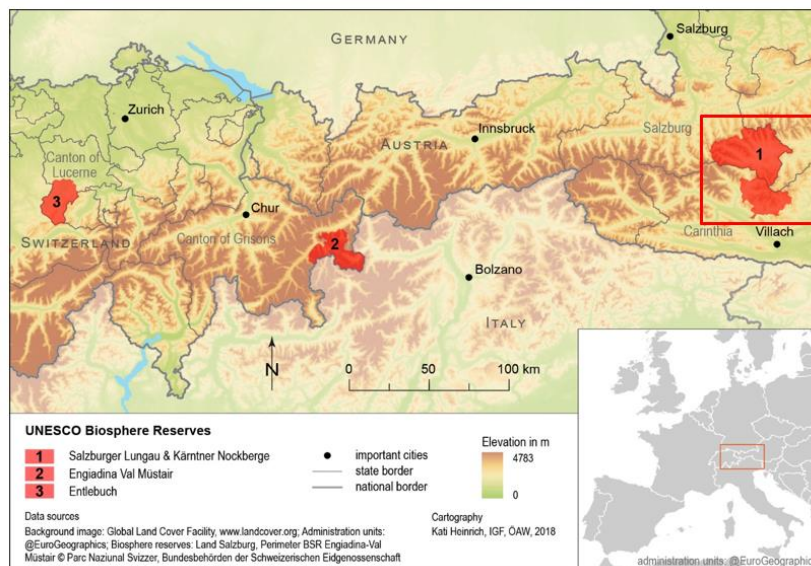 GERMANY
Salzburg
Zurich
Innsbruck
Salzburg
AUSTRIA
1
Canton of
Lucerne
3
Chur
SWITZERLAND
Canton of Grisons
2
Carinthia
Villach
Bolzano
ITALY
N
0 50 100 km
UNESCO Biosphere Reserves
1 Salzburger Lungau & Kärntner Nockberge
2 Engiadina Val Müstair
3 Entlebuch
important cities
state border
national border
Elevation in m
4783
0
Data sources
Background image: Global Land Cover Facility, www.landcover.org; Administration units:
@EuroGeographics; Biosphere reserves: Land Salzburg, Perimeter BSR Engiadina-Val
Müstair © Parc Naziunal Svizzer, Bundesbehörden der Schweizerischen Eidgenossenschaft
Cartography
Kati Heinrich, IGF, ÖAW, 2018
administration units: @EuroGeographic